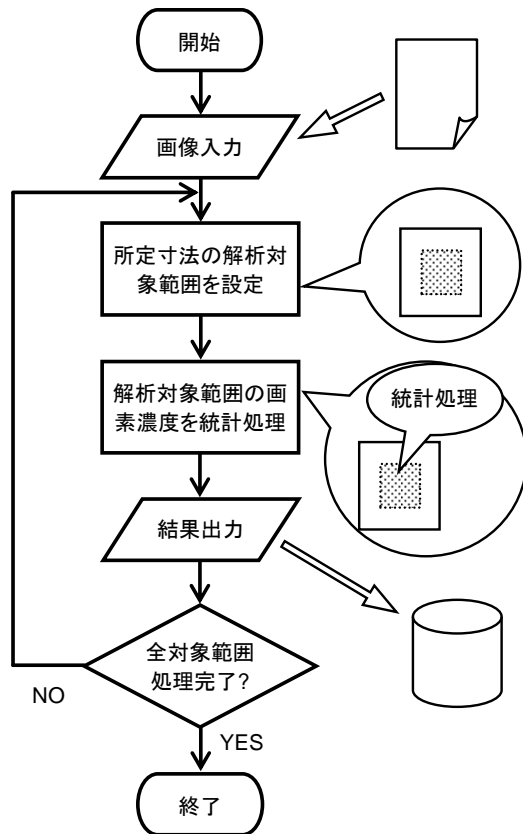 開始
画像入力
所定寸法の解析対
象範囲を設定
解析対象範囲の画
素濃度を統計処理
統計処理
結果出力
全対象範囲
処理完了?
NO
YES
終了